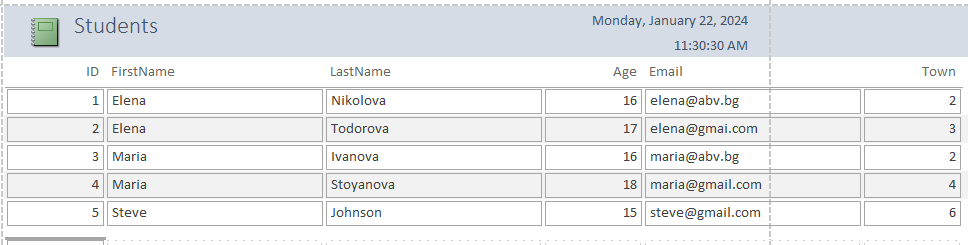 Students
Monday, January 22, 2024
11:30:30 AM
ID FirstName LastName Age Email Town
1 Elena Nikolova 16 elena@abv.bg 2
2 Elena Todorova 17 elena@gmai.com 3
3 Maria Ivanova 16 maria@abv.bg 2
4 Maria Stoyanova 18 maria@gmail.com 4
5 Steve Johnson 15 steve@gmail.com 6